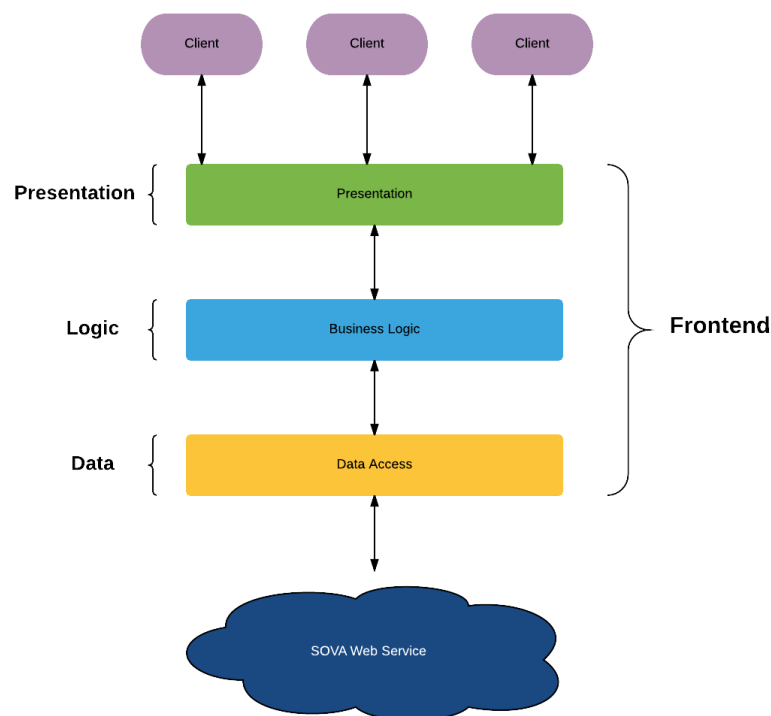 Client
Client
Client
Presentation
Presentation
Logic
Business Logic
Frontend
Data
Data Access
SOVA Web Service